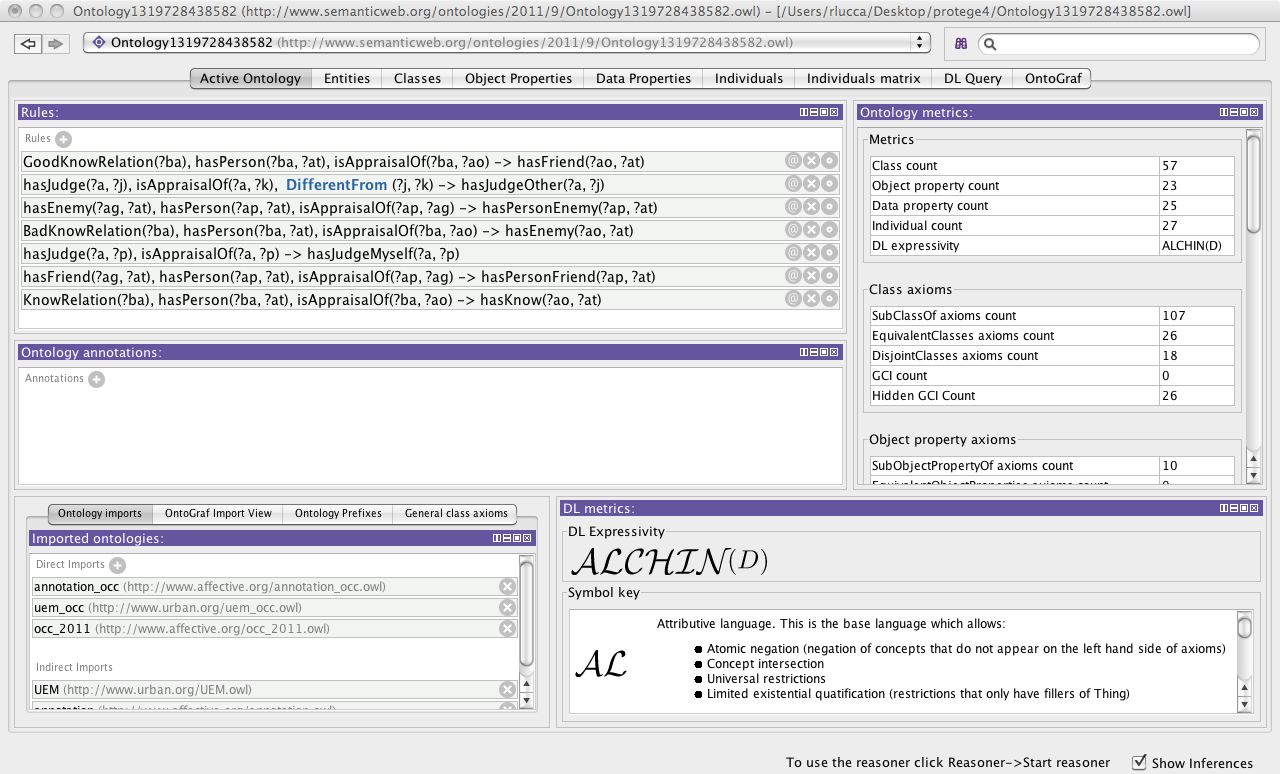 Ontology1319728438582 (http://www.semanticweb.org/ontologies/2011/9/Ontology1319728438582.owl) – [/Users/rlucca/Desktop/protege4/Ontology1319728438582.owl]
Ontology1319728438582 (http://www.semanticweb.org/ontologies/2011/9/Ontology1319728438582.owl)
Active Ontology Entities Classes Object Properties Data Properties Individuals Individuals matrix DL Query OntoGraf
Rules:
Rules
GoodKnowRelation(?ba), hasPerson(?ba, ?at), isAppraisalOf(?ba, ?ao) -> hasFriend(?ao, ?at)
hasJudge(?a, ?j), isAppraisalOf(?a, ?k), DifferentFrom (?j, ?k) -> hasJudgeOther(?a, ?j)
hasEnemy(?ag, ?at), hasPerson(?ap, ?at), isAppraisalOf(?ap, ?ag) -> hasPersonEnemy(?ap, ?at)
BadKnowRelation(?ba), hasPerson(?ba, ?at), isAppraisalOf(?ba, ?ao) -> hasEnemy(?ao, ?at)
hasJudge(?a, ?p), isAppraisalOf(?a, ?p) -> hasJudgeMyself(?a, ?p)
hasFriend(?ag, ?at), hasPerson(?ap, ?at), isAppraisalOf(?ap, ?ag) -> hasPersonFriend(?ap, ?at)
KnowRelation(?ba), hasPerson(?ba, ?at), isAppraisalOf(?ba, ?ao) -> hasKnow(?ao, ?at)
Ontology annotations:
Annotations
Ontology metrics:
Metrics
Class count 57
Object property count 23
Data property count 25
Individual count 27
DL expressivity ALCHIN(D)
Class axioms
SubClassOf axioms count 107
EquivalentClasses axioms count 26
DisjointClasses axioms count 18
GCI count 0
Hidden GCI Count 26
Object property axioms
SubObjectPropertyOf axioms count 10
EquivalentObjectProperties axioms count 0
Ontology imports OntoGraf Import View Ontology Prefixes General class axioms
Imported ontologies:
Direct Imports
annotation_occ (http://www.affective.org/annotation_occ.owl)
uem_occ (http://www.urban.org/uem_occ.owl)
occ_2011 (http://www.affective.org/occ_2011.owl)
Indirect Imports
UEM (http://www.urban.org/UEM.owl)
annotation (http://www.affective.org/annotation.owl)
DL metrics:
DL Expressivity
ALCHIN(D)
Symbol key
AL
Attributive language. This is the base language which allows:
● Atomic negation (negation of concepts that do not appear on the left hand side of axioms)
● Concept intersection
● Universal restrictions
● Limited existential quatification (restrictions that only have fillers of Thing)
To use the reasoner click Reasoner->Start reasoner Show Inferences